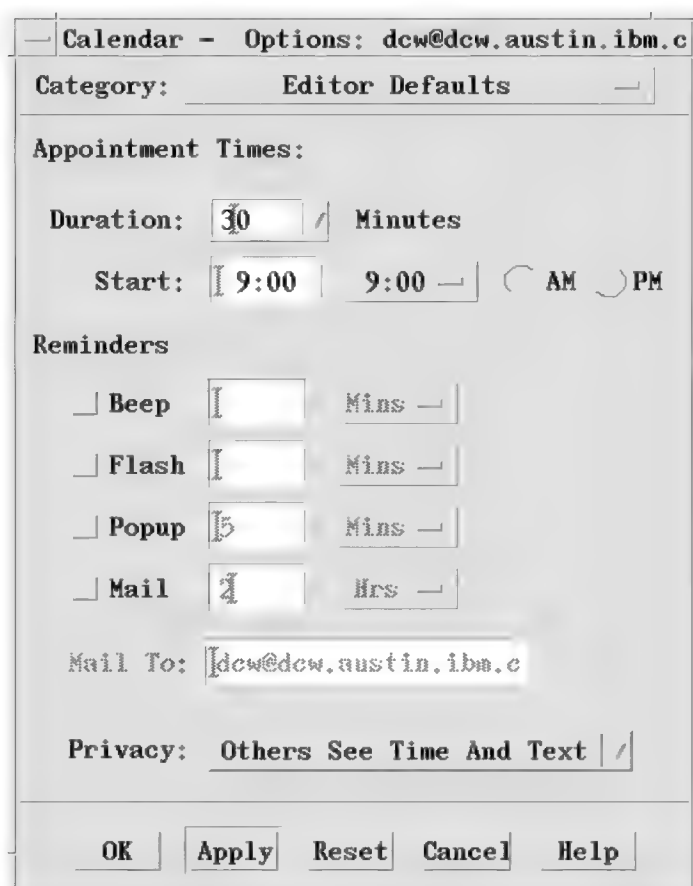 Calendar - Options: dcw@dcw.austin.ibm.c
Category: Editor Defaults
Appointment Times:
Duration: 30 Minutes
Start: 9:00 9:00 AM PM
Reminders
Beep Mins
Flash Mins
Popup 5 Mins
Mail 2 Hrs
Mail To: dcw@dcw.austin.ibm.c
Privacy: Others See Time And Text
OK Apply Reset Cancel Help